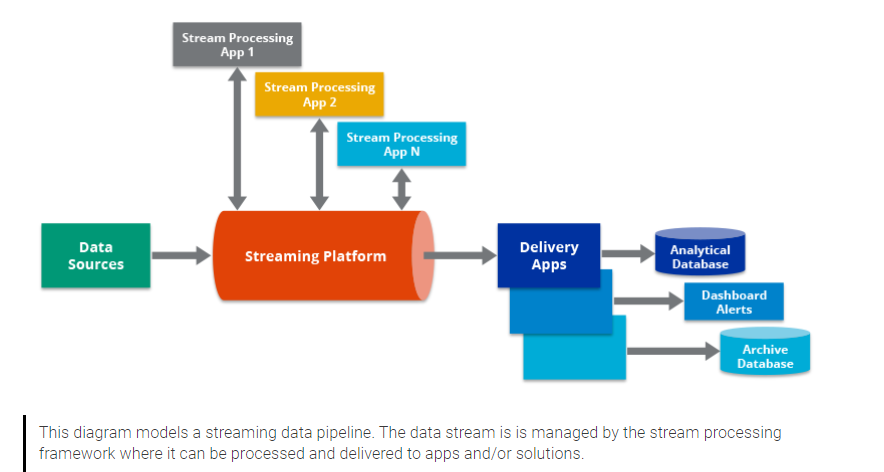 Stream Processing
App 1
Stream Processing
App 2
Stream Processing
App N
Data
Sources
Streaming Platform
Delivery
Apps
Analytical
Database
Dashboard
Alerts
Archive
Database
This diagram models a streaming data pipeline. The data stream is is managed by the stream processing
framework where it can be processed and delivered to apps and/or solutions.